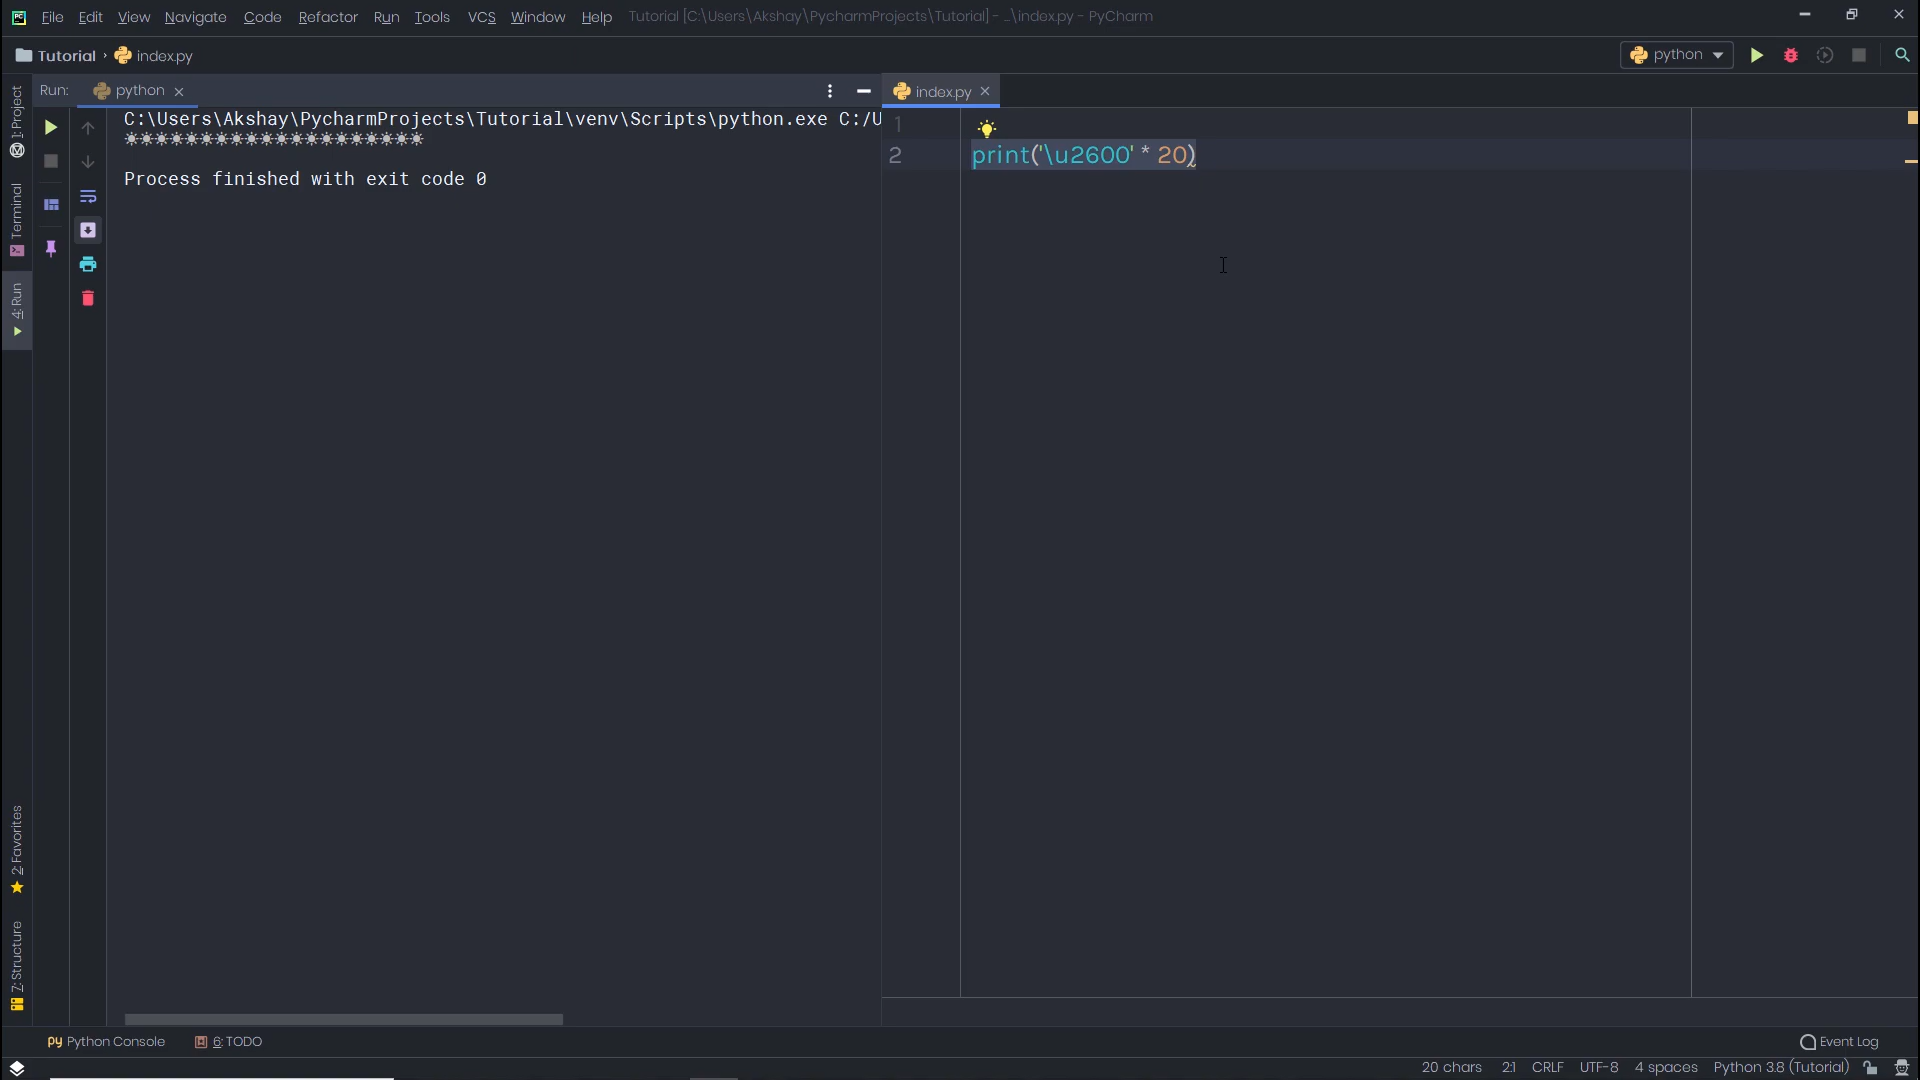 File Edit View Navigate Code Refactor Run Tools VCS Window Help Tutorial [C:\Users\Akshay\PycharmProjects\Tutorial] - ...\index.py - PyCharm
Tutorial › index.py
python
Run: python
index.py
C:\Users\Akshay\PycharmProjects\Tutorial\venv\Scripts\python.exe C:/U
☀☀☀☀☀☀☀☀☀☀☀☀☀☀☀☀☀☀☀☀
Process finished with exit code 0
1
2 print('\u2600' * 20)
1: Project
Terminal
4: Run
2: Favorites
7: Structure
Python Console
6: TODO
Event Log
20 chars 2:1 CRLF UTF-8 4 spaces Python 3.8 (Tutorial)